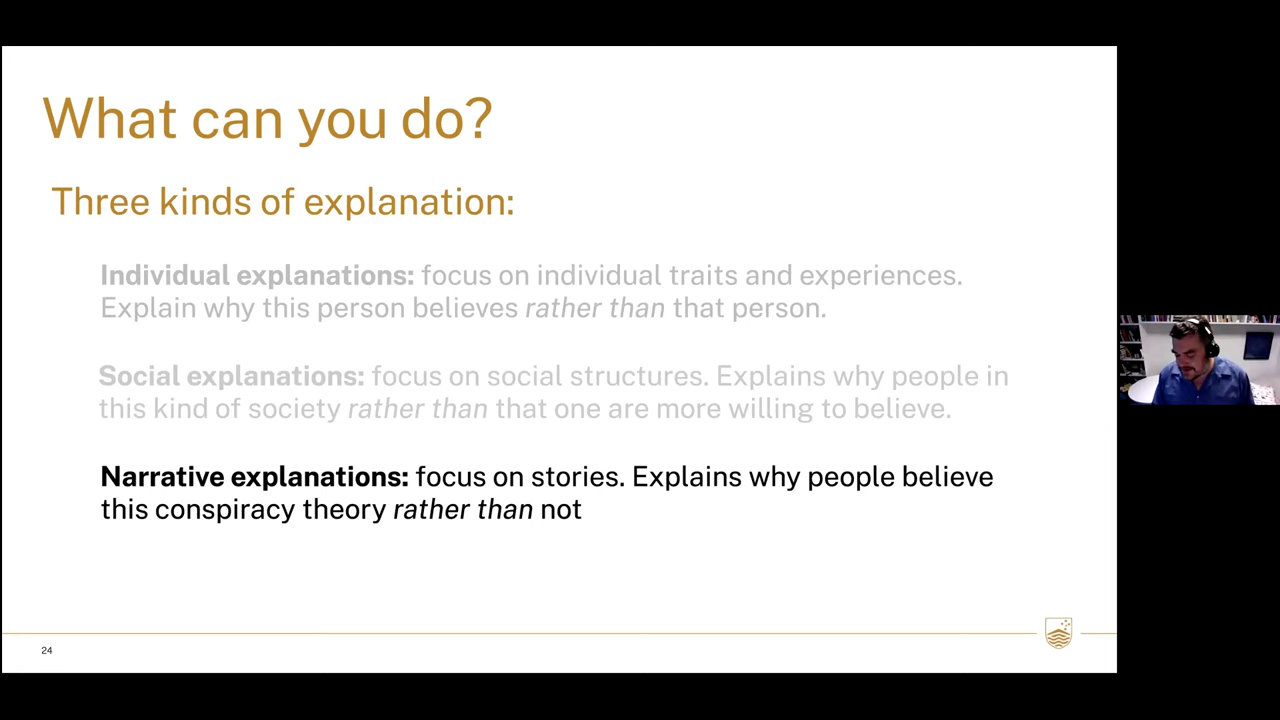 What can you do?
Three kinds of explanation:
Individual explanations: focus on individual traits and experiences.
Explain why this person believes rather than that person.
Social explanations: focus on social structures. Explains why people in
this kind of society rather than that one are more willing to believe.
Narrative explanations: focus on stories. Explains why people believe
this conspiracy theory rather than not
24